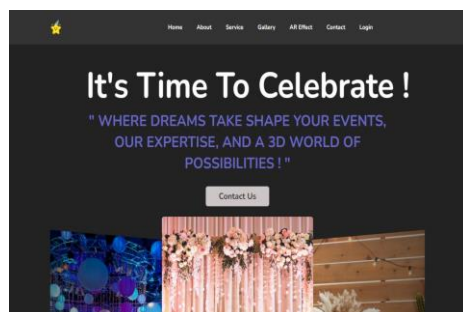 Home About Service Gallery AR Effect Contact Login
It's Time To Celebrate !
" WHERE DREAMS TAKE SHAPE YOUR EVENTS,
OUR EXPERTISE, AND A 3D WORLD OF
POSSIBILITIES ! "
Contact Us